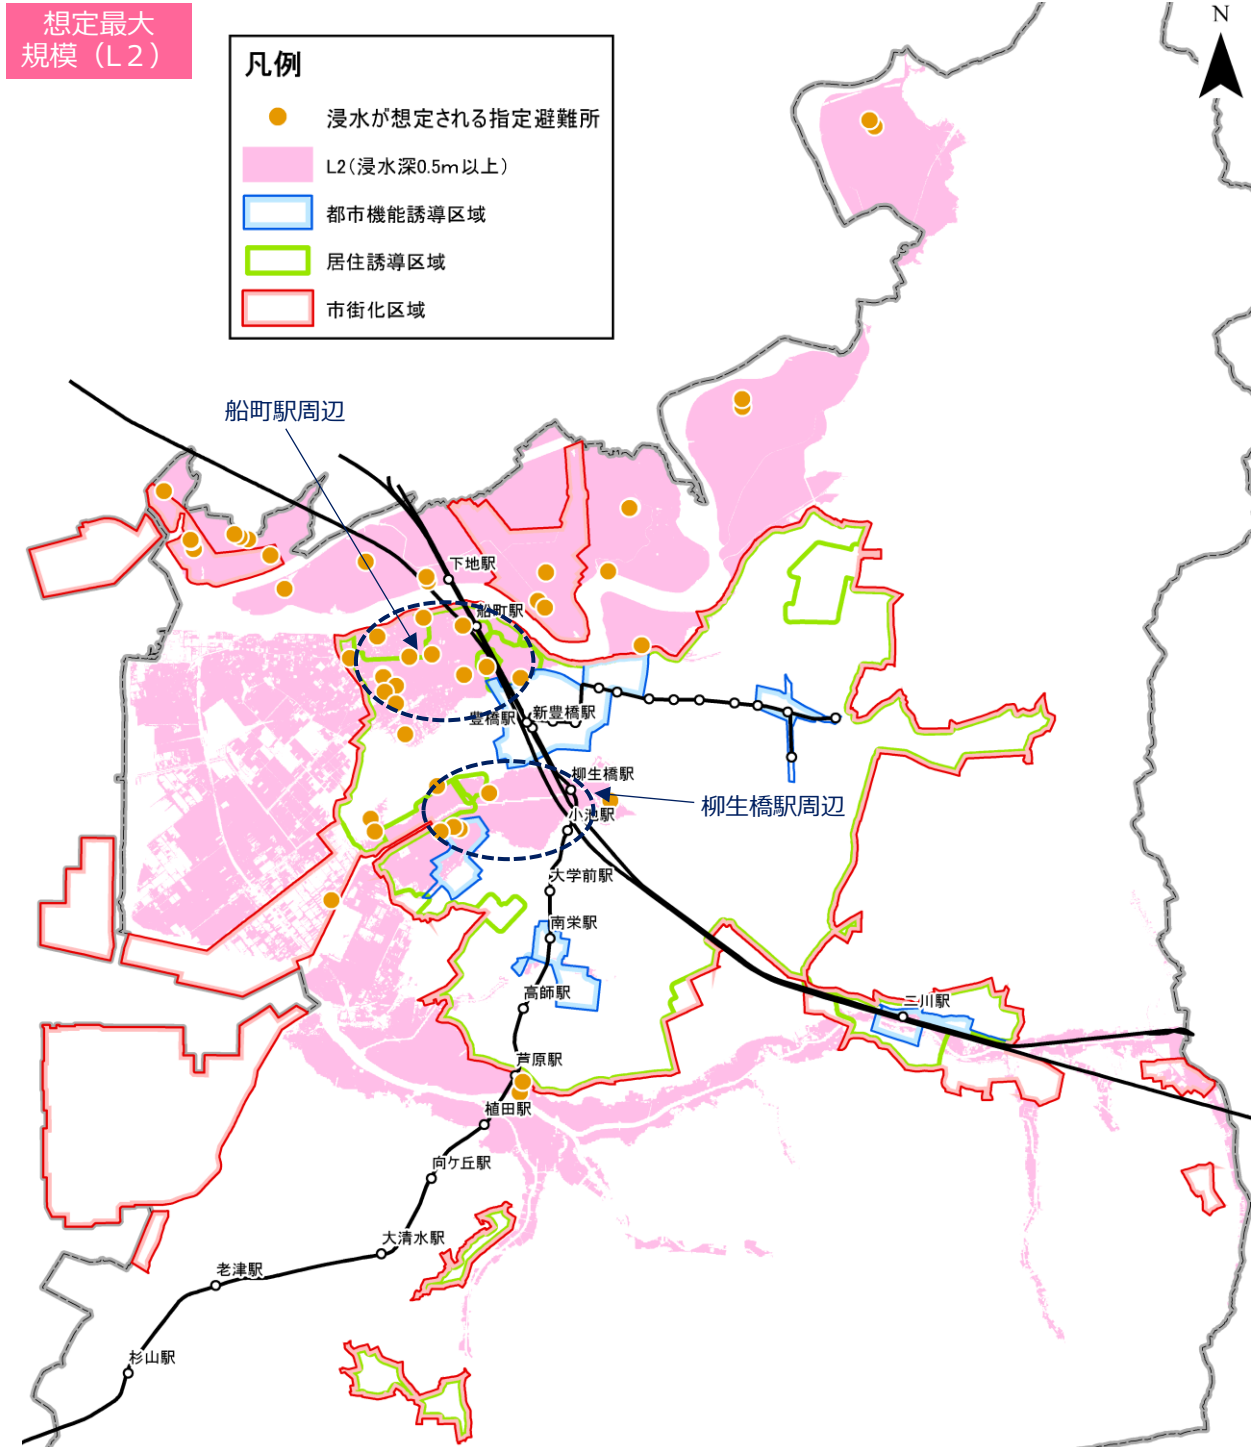 想定最大
規模（L２）
N
凡例
浸水が想定される指定避難所
L2(浸水深0.5m以上)
都市機能誘導区域
居住誘導区域
市街化区域
船町駅周辺
下地駅
船町駅
豊橋駅
新豊橋駅
柳生橋駅
柳生橋駅周辺
小池駅
大学前駅
南栄駅
高師駅
二川駅
芦原駅
植田駅
向ケ丘駅
大清水駅
老津駅
杉山駅